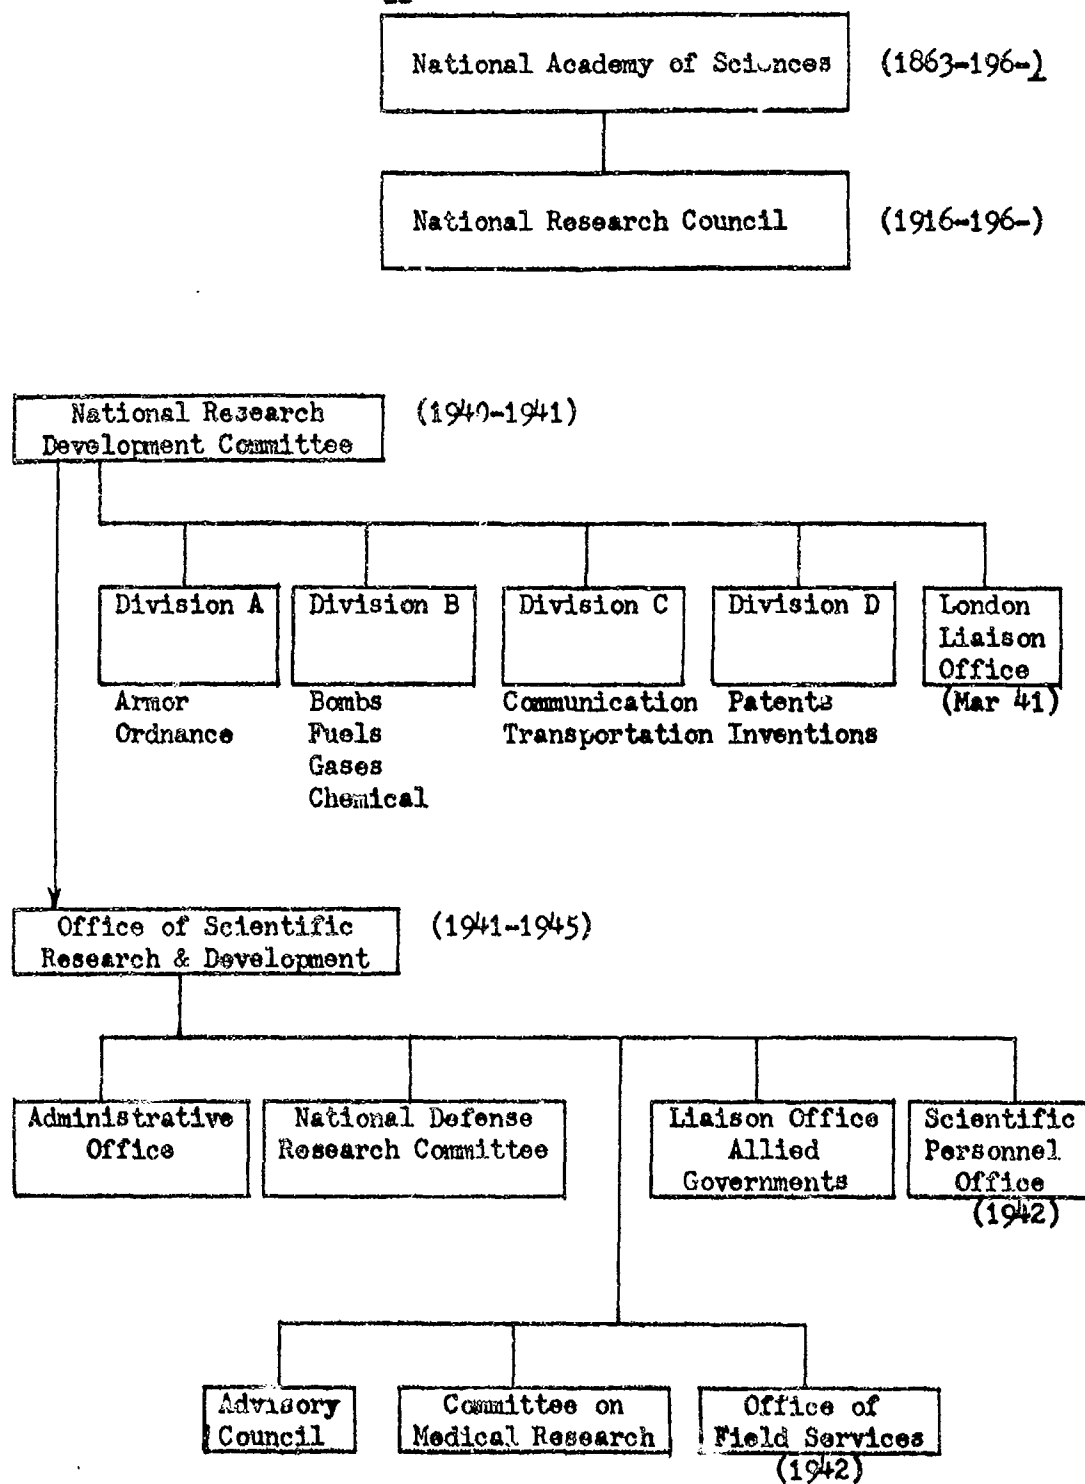 National Academy of Sciences (1863-196-)
National Research Council (1916-196-)
National Research
Development Committee
(1940-1941)
Division A
Armor
Ordnance
Division B
Bombs
Fuels
Gases
Chemical
Division C
Communication
Transportation
Division D
Patents
Inventions
London
Liaison
Office
(Mar 41)
Office of Scientific
Research & Development
(1941-1945)
Administrative
Office
National Defense
Research Committee
Liaison Office
Allied
Governments
Scientific
Personnel
Office
(1942)
Advisory
Council
Committee on
Medical Research
Office of
Field Services
(1942)